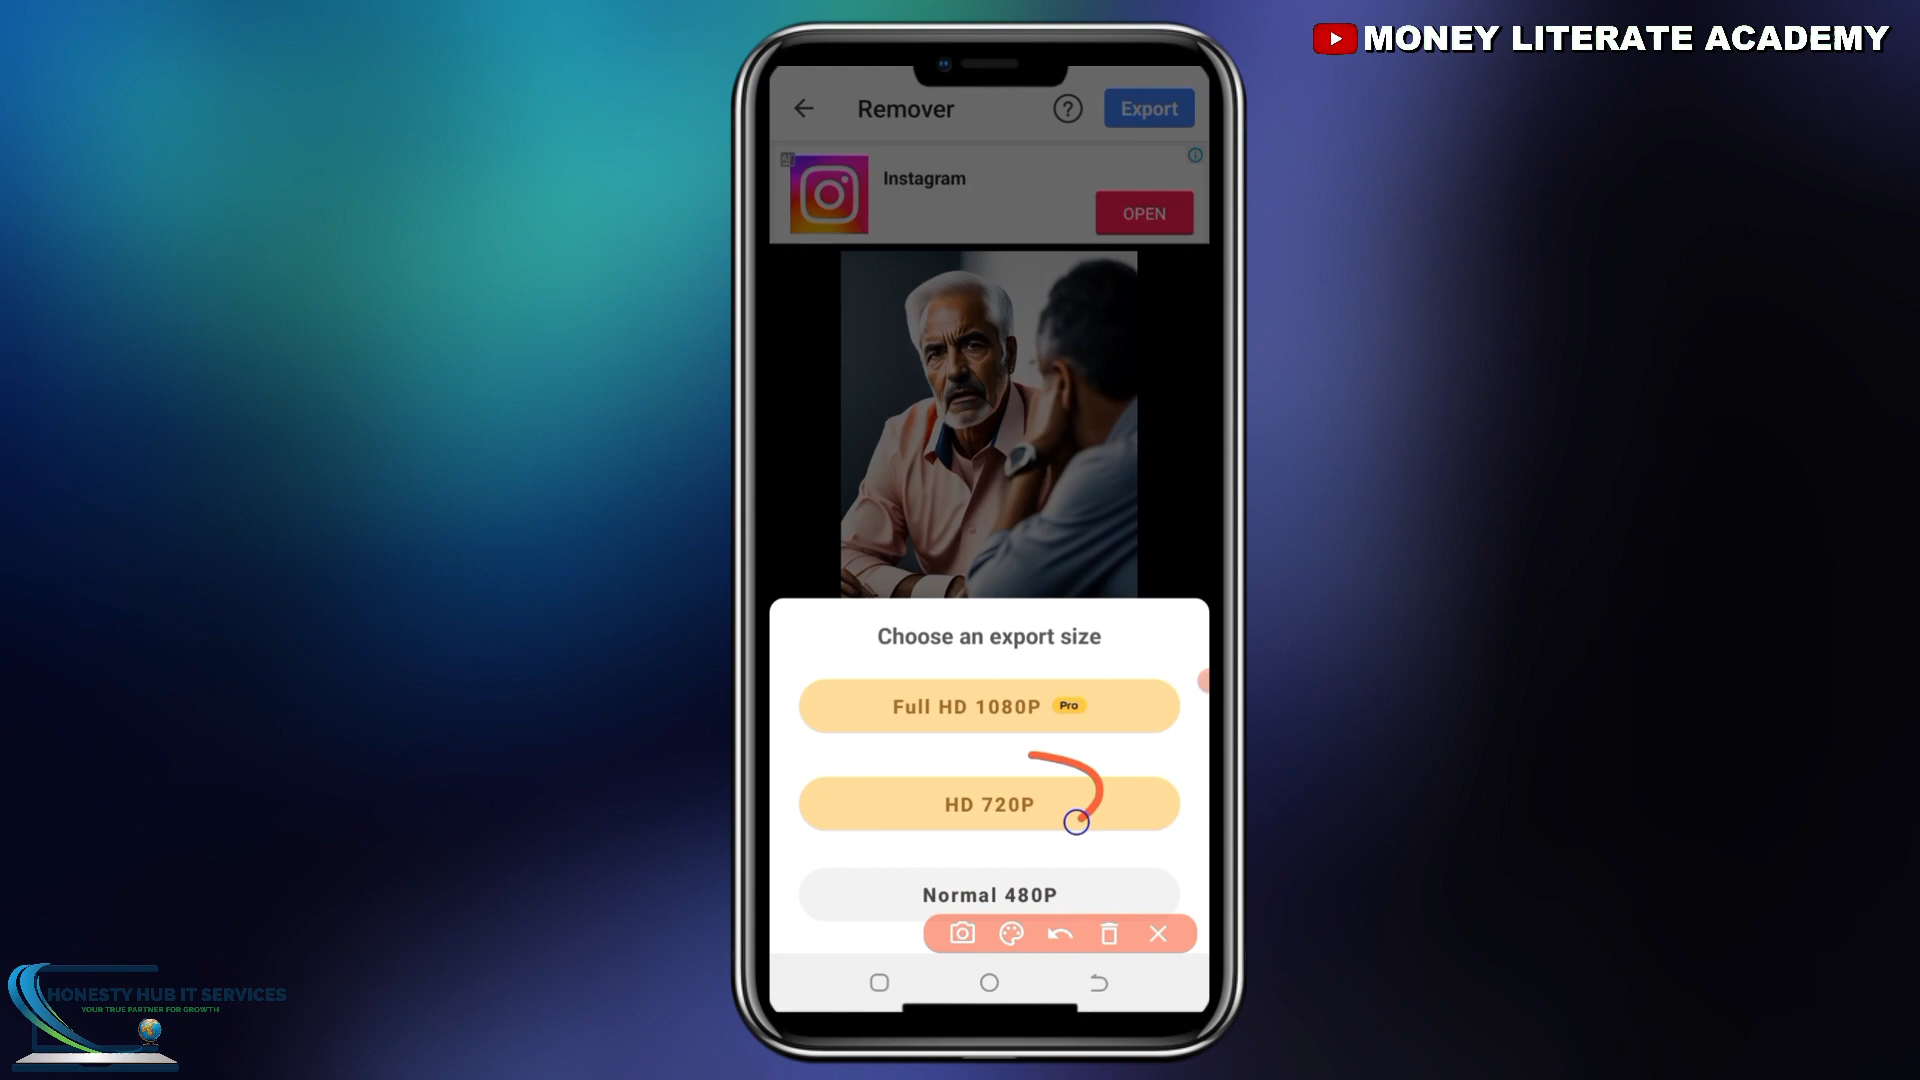 MONEY LITERATE ACADEMY
Remover
?
Export
AD
Instagram
OPEN
Choose an export size
Full HD 1080P Pro
HD 720P
Normal 480P
HONESTY HUB IT SERVICES
YOUR TRUE PARTNER FOR GROWTH